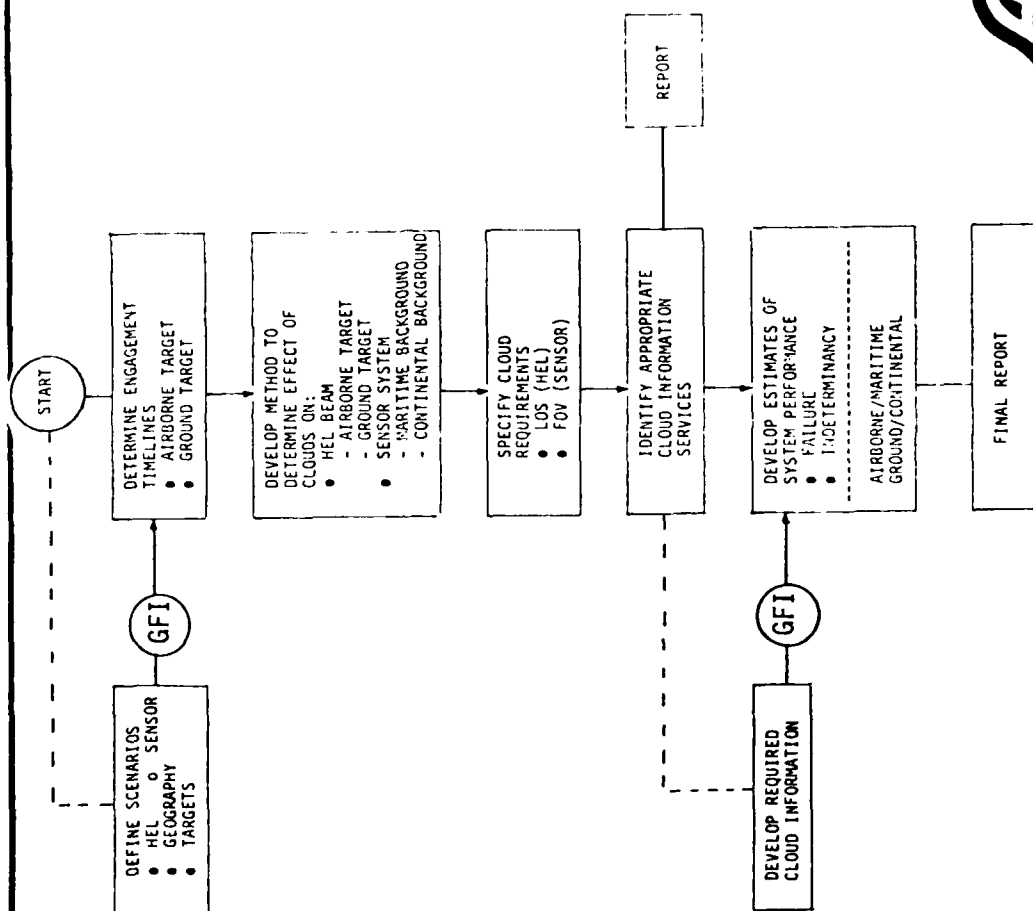 START
DEFINE SCENARIOS
● HEL O SENSOR
● GEOGRAPHY
● TARGETS
GFI
DETERMINE ENGAGEMENT
TIMELINES
● AIRBORNE TARGET
● GROUND TARGET
DEVELOP METHOD TO
DETERMINE EFFECT OF
CLOUDS ON:
● HEL BEAM
- AIRBORNE TARGET
- GROUND TARGET
● SENSOR SYSTEM
- MARITIME BACKGROUND
- CONTINENTAL BACKGROUND
SPECIFY CLOUD
REQUIREMENTS
● LOS (HEL)
● FOV (SENSOR)
IDENTIFY APPROPRIATE
CLOUD INFORMATION
SERVICES
REPORT
DEVELOP REQUIRED
CLOUD INFORMATION
GFI
DEVELOP ESTIMATES OF
SYSTEM PERFORMANCE
● FAILURE
● INDETERMINANCY
AIRBORNE/MARITIME
GROUND/CONTINENTAL
FINAL REPORT